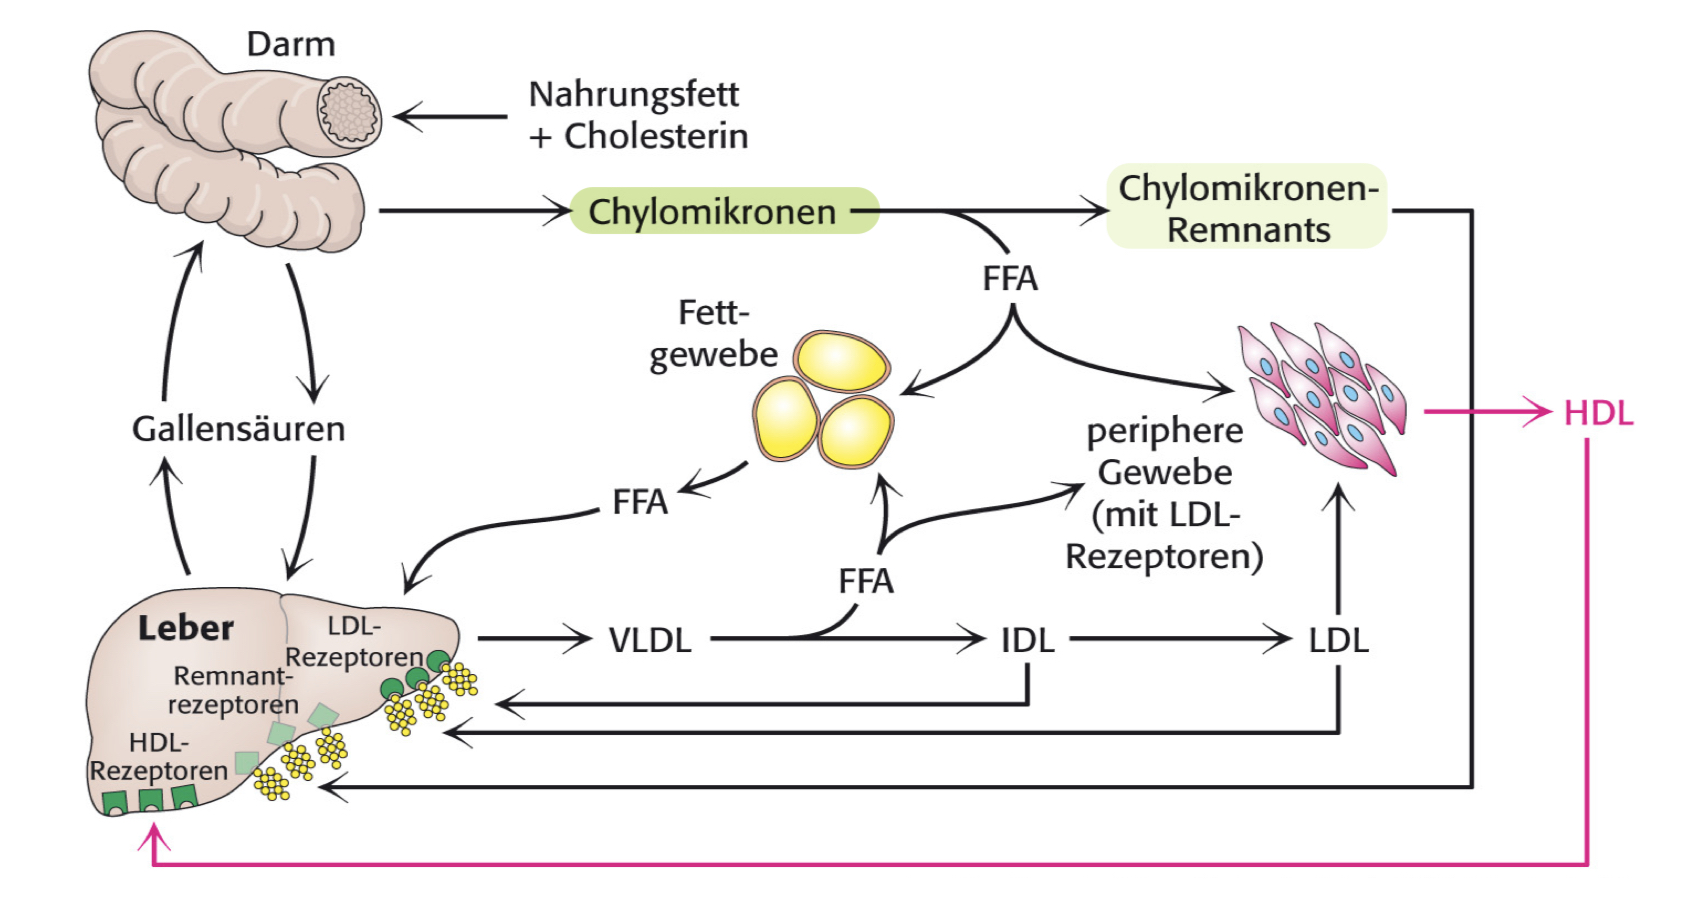 Darm
Nahrungsfett
+ Cholesterin
Chylomikronen
Chylomikronen-
Remnants
FFA
Fett-
gewebe
HDL
Gallensäuren
periphere
Gewebe
(mit LDL-
Rezeptoren)
FFA
FFA
Leber
LDL-
Rezeptoren
VLDL
IDL
LDL
Remnant-
rezeptoren
HDL-
Rezeptoren